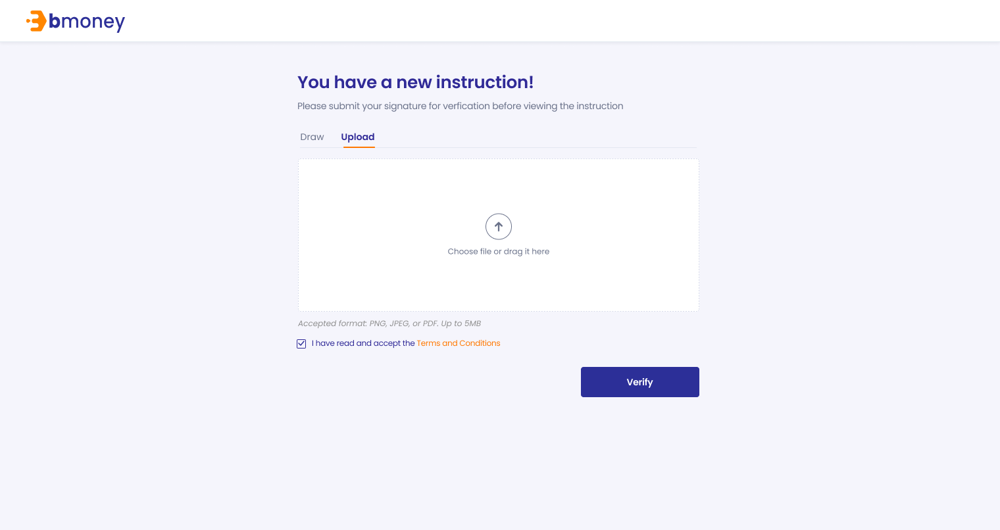 bmoney
You have a new instruction!
Please submit your signature for verfication before viewing the instruction
Draw Upload
Choose file or drag it here
Accepted format: PNG, JPEG, or PDF. Up to 5MB
I have read and accept the Terms and Conditions
Verify